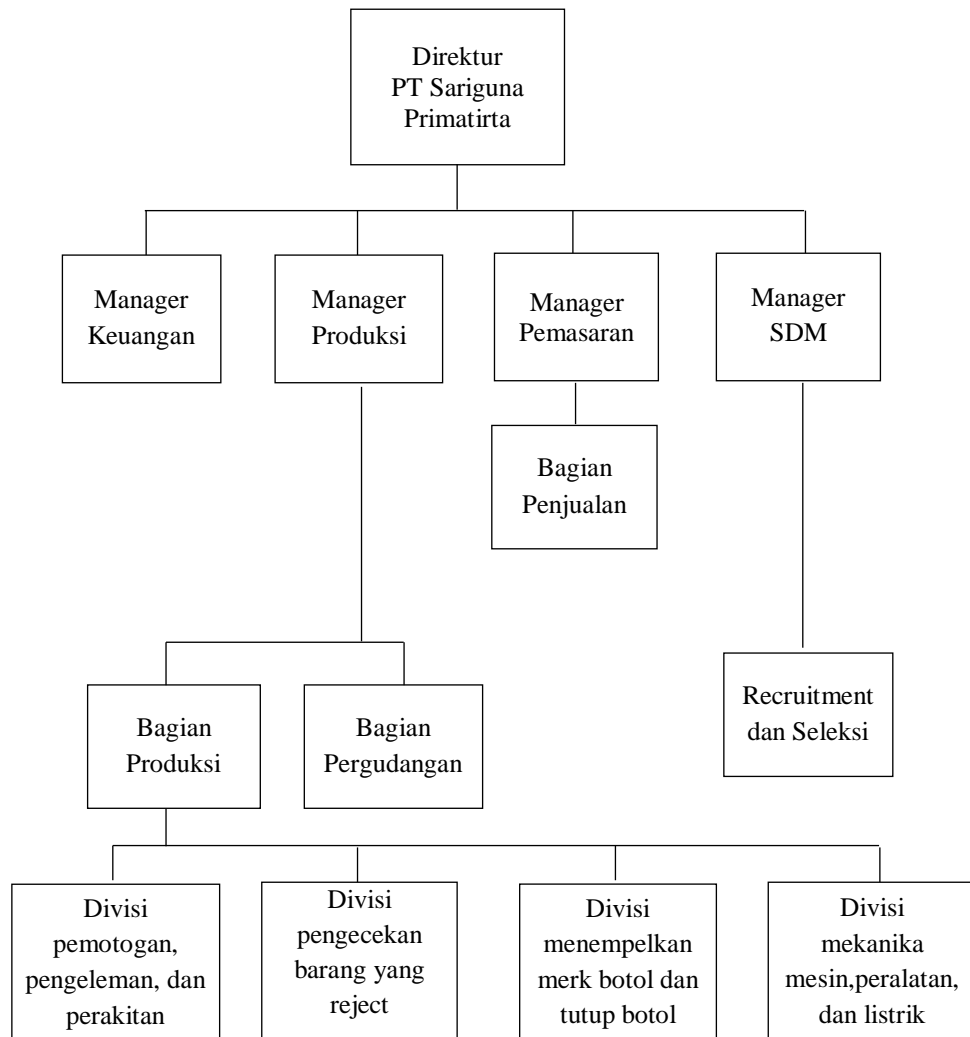 Direktur
PT Sariguna
Primatirta
Manager
Keuangan
Manager
Produksi
Manager
Pemasaran
Manager
SDM
Bagian
Penjualan
Bagian
Produksi
Bagian
Pergudangan
Recruitment
dan Seleksi
Divisi
pemotogan,
pengeleman, dan
perakitan
Divisi
pengecekan
barang yang
reject
Divisi
menempelkan
merk botol dan
tutup botol
Divisi
mekanika
mesin,peralatan,
dan listrik